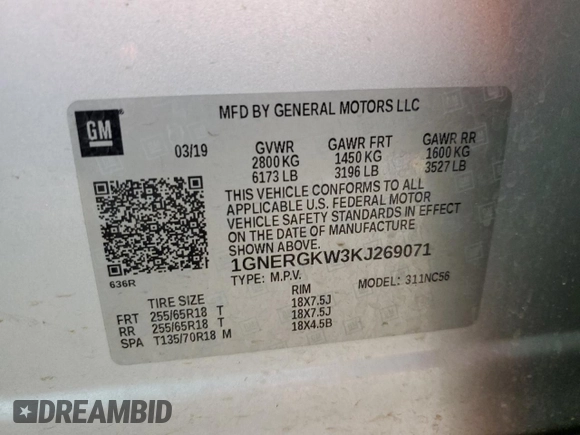 MFD BY GENERAL MOTORS LLC
GM
03/19 GVWR GAWR FRT GAWR RR
2800 KG 1450 KG 1600 KG
6173 LB 3196 LB 3527 LB
THIS VEHICLE CONFORMS TO ALL
APPLICABLE U.S. FEDERAL MOTOR
VEHICLE SAFETY STANDARDS IN EFFECT
ON THE DATE OF MANUFACTURE
SHOWN ABOVE.
1GNERGKW3KJ269071
636R
TYPE: M.P.V. MODEL: 311NC56
TIRE SIZE RIM
FRT 255/65R18 T 18X7.5J
RR 255/65R18 T 18X7.5J
SPA T135/70R18 M 18X4.5B
DREAMBID